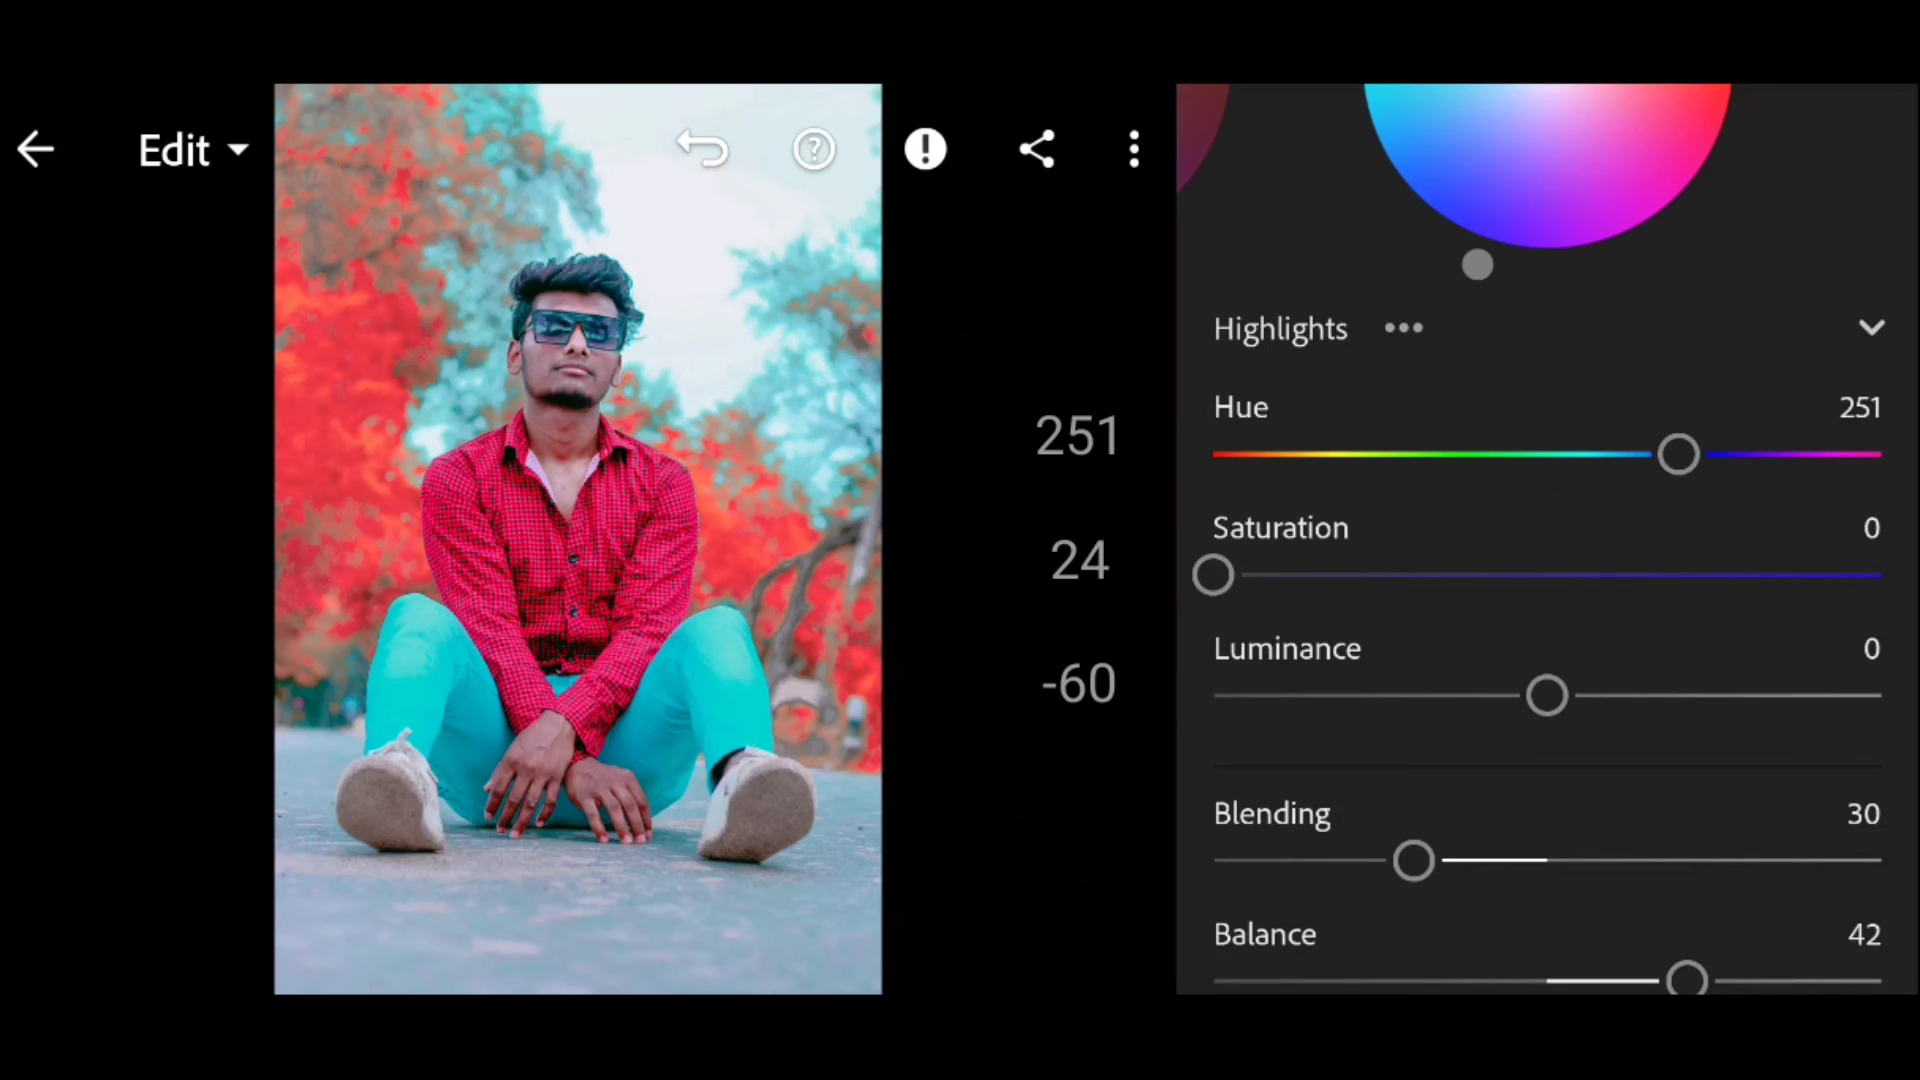 Edit
251
24
-60
Highlights
Hue 251
Saturation 0
Luminance 0
Blending 30
Balance 42